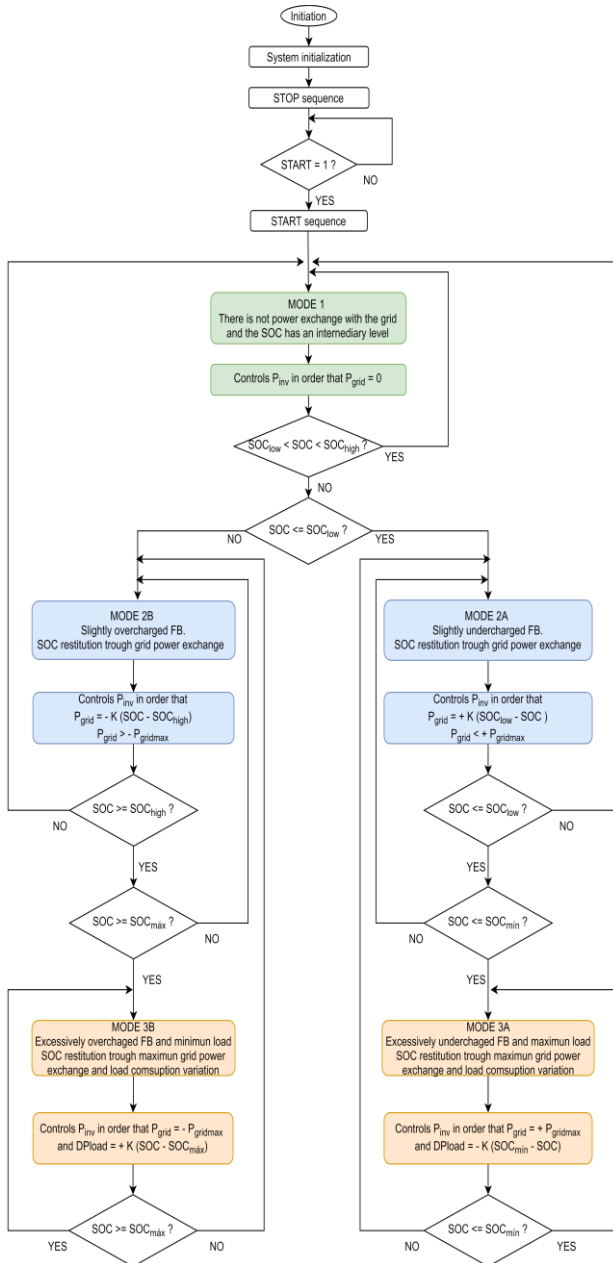 Initiation
System initialization
STOP sequence
START = 1 ?
NO
YES
START sequence
MODE 1
There is not power exchange with the grid
and the SOC has an internediary level
Controls Pinv in order that Pgrid = 0
SOClow < SOC < SOChigh ?
YES
NO
SOC <= SOClow ?
NO
YES
MODE 2B
Slightly overcharged FB.
SOC restitution trough grid power exchange
MODE 2A
Slightly undercharged FB.
SOC restitution trough grid power exchange
Controls Pinv in order that
Pgrid = - K (SOC - SOChigh)
Pgrid > - Pgridmax
Controls Pinv in order that
Pgrid = + K (SOClow - SOC )
Pgrid < + Pgridmax
SOC >= SOChigh ?
NO
YES
SOC <= SOClow ?
NO
YES
SOC >= SOCmáx ?
NO
YES
SOC <= SOCmín ?
NO
YES
MODE 3B
Excessively overchaged FB and minimun load
SOC restitution trough maximun grid power
exchange and load comsuption variation
MODE 3A
Excessively underchaged FB and maximun load
SOC restitution trough maximun grid power
exchange and load comsuption variation
Controls Pinv in order that Pgrid = - Pgridmax
and DPload = + K (SOC - SOCmáx)
Controls Pinv in order that Pgrid = + Pgridmax
and DPload = - K (SOCmín - SOC)
SOC >= SOCmáx ?
YES
NO
SOC <= SOCmín ?
NO
YES